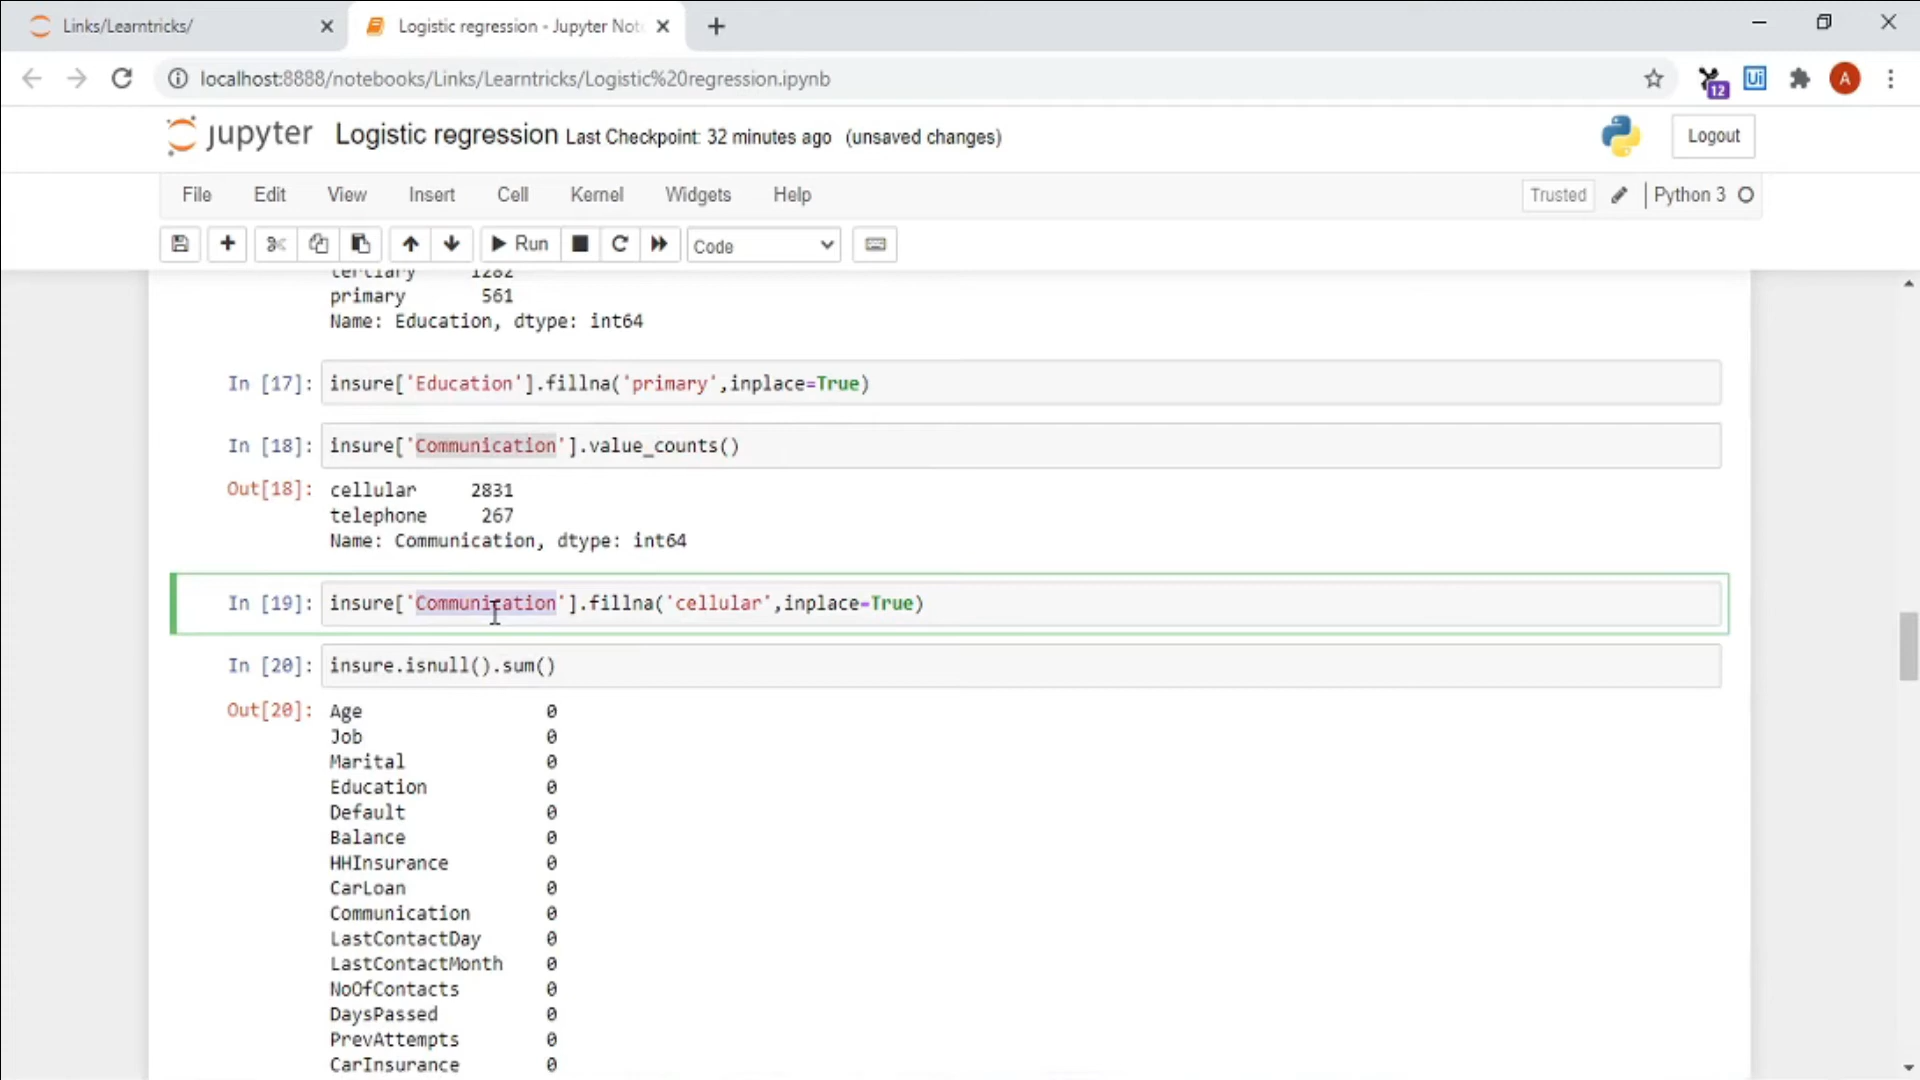 Links/Learntricks/
Logistic regression - Jupyter Not
localhost:8888/notebooks/Links/Learntricks/Logistic%20regression.ipynb
12
Ui
A
jupyter Logistic regression Last Checkpoint: 32 minutes ago (unsaved changes)
Logout
File Edit View Insert Cell Kernel Widgets Help
Trusted
Python 3
Run
Code
tertiary 1282
primary 561
Name: Education, dtype: int64
In [17]: insure['Education'].fillna('primary',inplace=True)
In [18]: insure['Communication'].value_counts()
Out[18]: cellular 2831
telephone 267
Name: Communication, dtype: int64
In [19]: insure['Communication'].fillna('cellular',inplace=True)
In [20]: insure.isnull().sum()
Out[20]: Age 0
Job 0
Marital 0
Education 0
Default 0
Balance 0
HHInsurance 0
CarLoan 0
Communication 0
LastContactDay 0
LastContactMonth 0
NoOfContacts 0
DaysPassed 0
PrevAttempts 0
CarInsurance 0